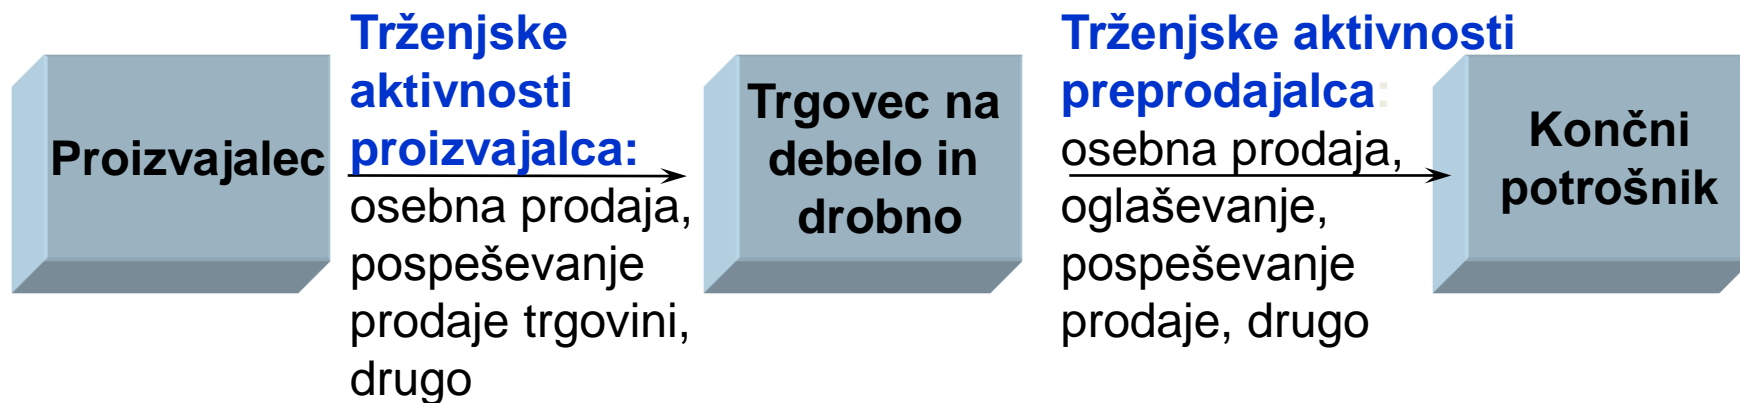 Proizvajalec
Trženjske
aktivnosti
proizvajalca:
osebna prodaja,
pospeševanje
prodaje trgovini,
drugo
Trgovec na
debelo in
drobno
Trženjske aktivnosti
preprodajalca:
osebna prodaja,
oglaševanje,
pospeševanje
prodaje, drugo
Končni
potrošnik